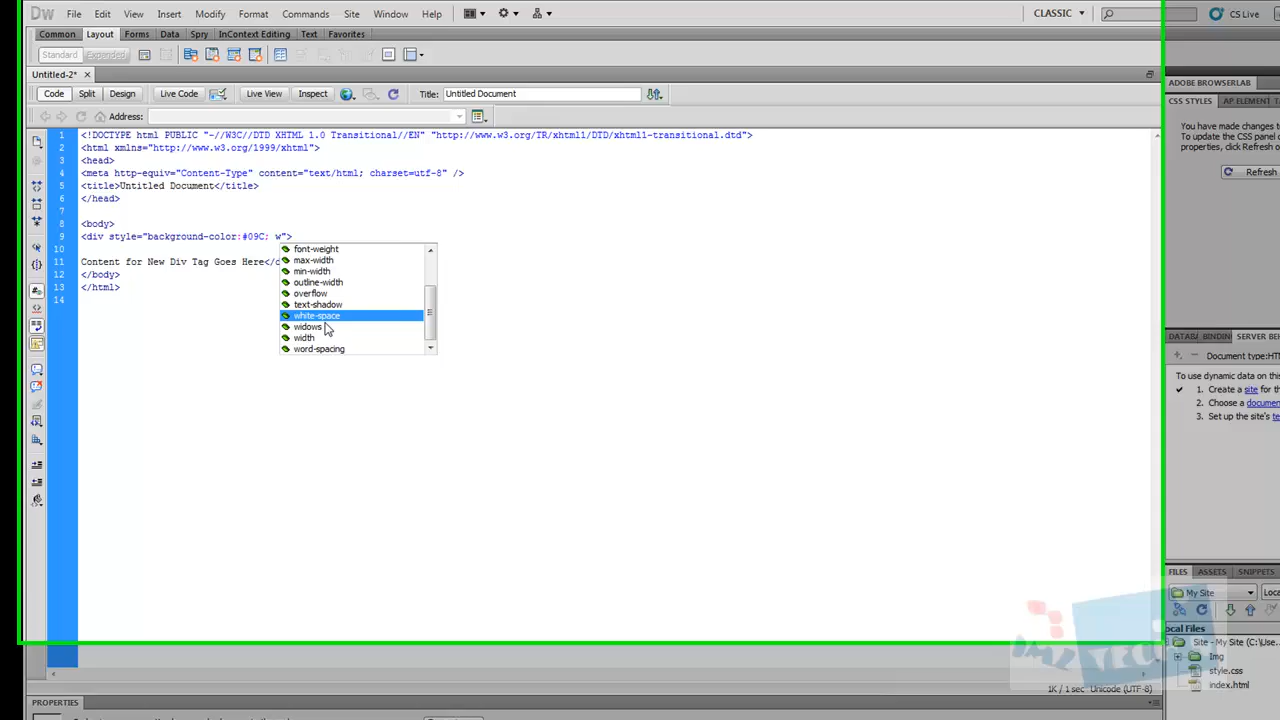 Dw File Edit View Insert Modify Format Commands Site Window Help CLASSIC CS Live
Common Layout Forms Data Spry InContext Editing Text Favorites
Standard Extended
Untitled-2*
ADOBE BROWSERLAB
Code Split Design Live Code Live View Inspect Title: Untitled Document
CSS STYLES AP ELEMENT
Address:
You have made changes
To update the CSS panel
properties, click Refresh
Refresh
1 <!DOCTYPE html PUBLIC "-//W3C//DTD XHTML 1.0 Transitional//EN" "http://www.w3.org/TR/xhtml1/DTD/xhtml1-transitional.dtd">
2 <html xmlns="http://www.w3.org/1999/xhtml">
3 <head>
4 <meta http-equiv="Content-Type" content="text/html; charset=utf-8" />
5 <title>Untitled Document</title>
6 </head>
7
8 <body>
9 <div style="background-color:#09C; w">
10
11 Content for New Div Tag Goes Here</
12 </body>
13 </html>
14
font-weight
max-width
min-width
outline-width
overflow
text-shadow
white-space
widows
width
word-spacing
DATAB BINDIN SERVER BE
Document type:HT
To use dynamic data on this
1. Create a site for th
2. Choose a documen
3. Set up the site's te
FILES ASSETS SNIPPETS
My Site Loca
ocal Files
Site - My Site (C:\Use...
Img
style.css
index.html
1K / 1 sec Unicode (UTF-8)
PROPERTIES